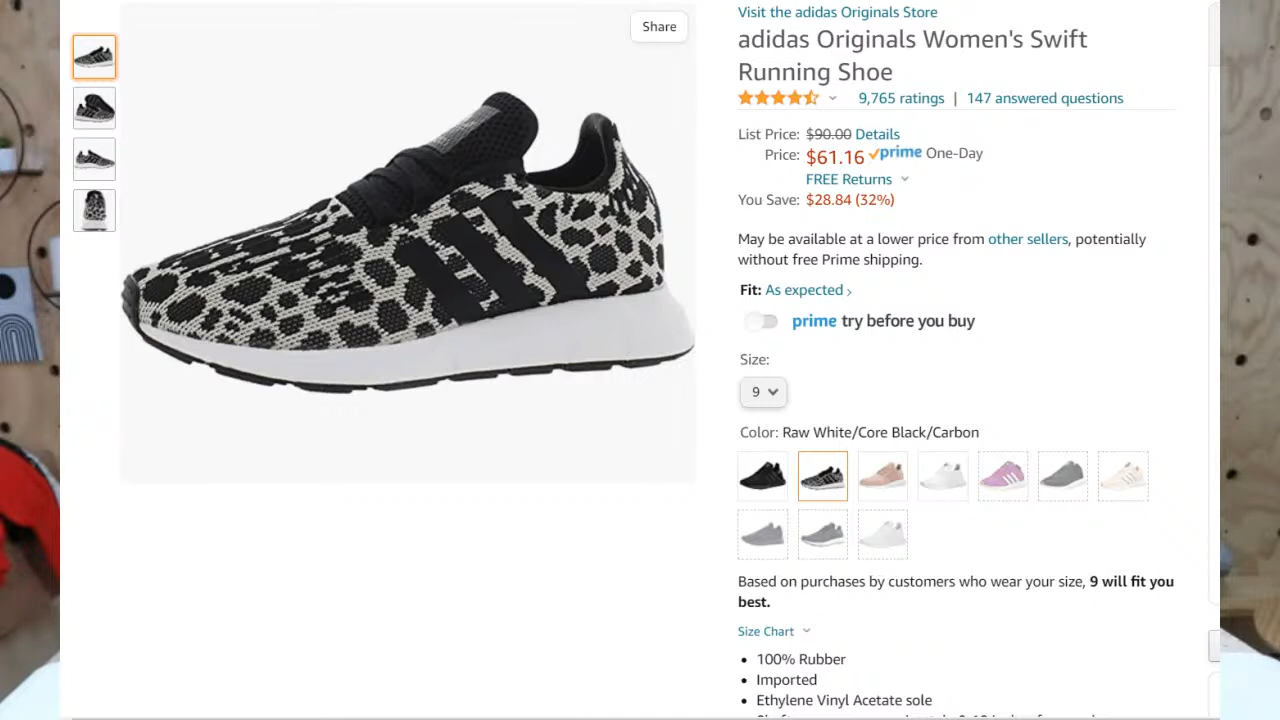 Share
Visit the adidas Originals Store
adidas Originals Women's Swift
Running Shoe
9,765 ratings | 147 answered questions
List Price: $90.00 Details
Price: $61.16 prime One-Day
FREE Returns
You Save: $28.84 (32%)
May be available at a lower price from other sellers, potentially
without free Prime shipping.
Fit: As expected
prime try before you buy
Size:
9
Color: Raw White/Core Black/Carbon
Based on purchases by customers who wear your size, 9 will fit you
best.
Size Chart
• 100% Rubber
• Imported
• Ethylene Vinyl Acetate sole